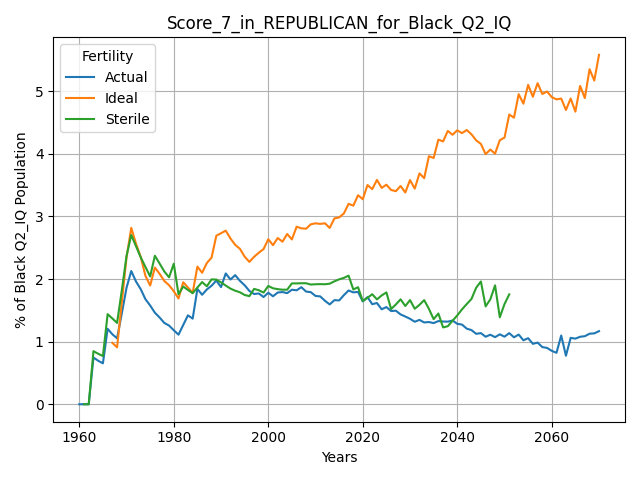 Score_7_in_REPUBLICAN_for_Black_Q2_IQ
Fertility
Actual
Ideal
Sterile
% of Black Q2_IQ Population
5
4
3
2
1
0
1960
1980
2000
2020
2040
2060
Years